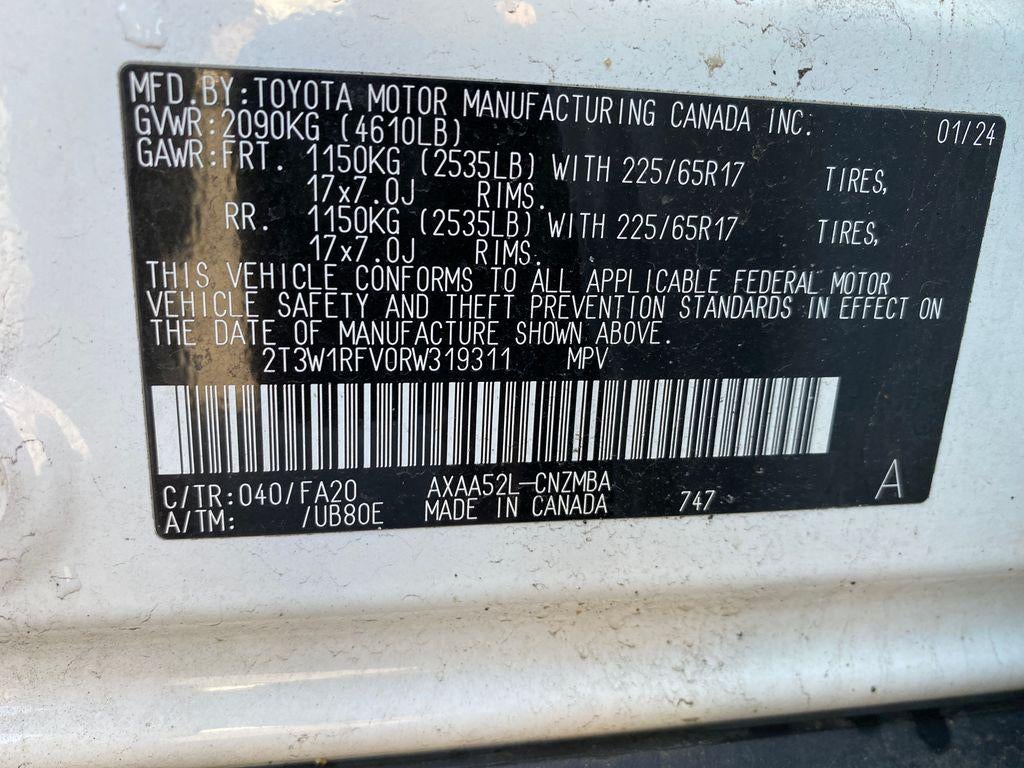 MFD.BY:TOYOTA MOTOR MANUFACTURING CANADA INC. 01/24
GVWR:2090KG (4610LB)
GAWR:FRT. 1150KG (2535LB) WITH 225/65R17 TIRES,
17x7.0J RIMS.
RR. 1150KG (2535LB) WITH 225/65R17 TIRES,
17x7.0J RIMS.
THIS VEHICLE CONFORMS TO ALL APPLICABLE FEDERAL MOTOR
VEHICLE SAFETY AND THEFT PREVENTION STANDARDS IN EFFECT ON
THE DATE OF MANUFACTURE SHOWN ABOVE.
2T3W1RFV0RW319311 MPV
C/TR:040/FA20 AXAA52L-CNZMBA
A/TM: /UB80E MADE IN CANADA 747 A